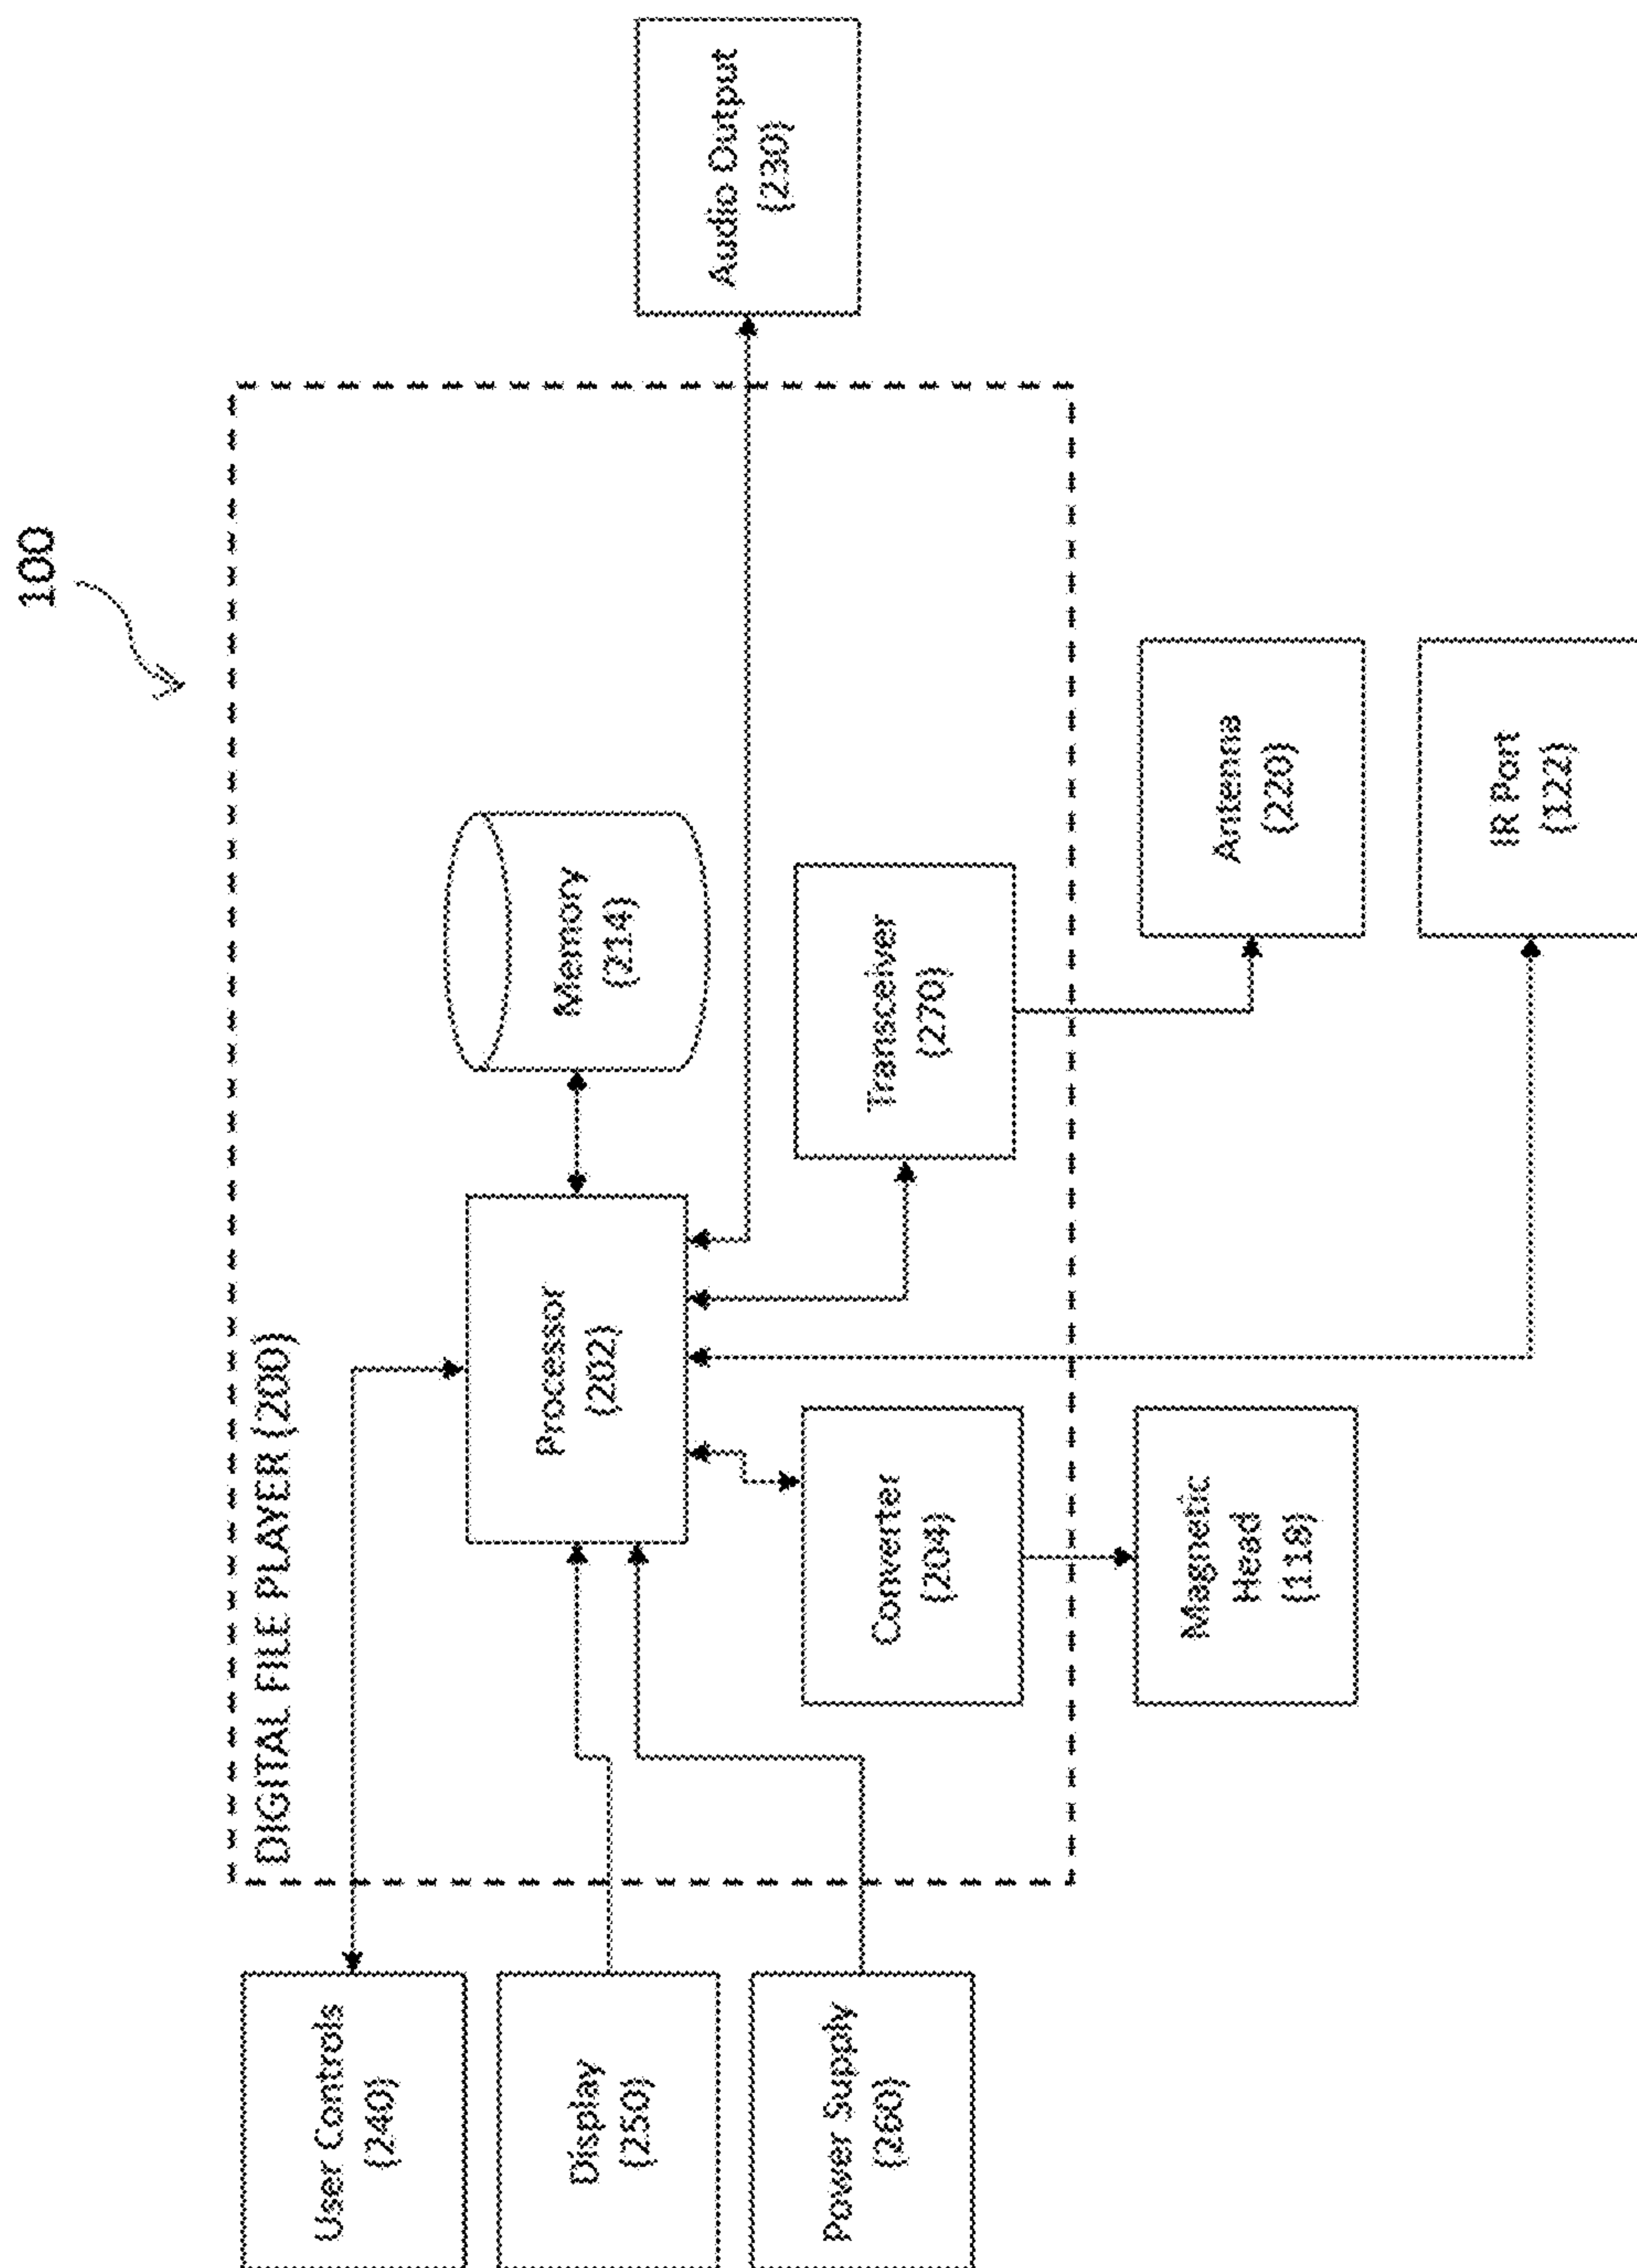 100
DIGITAL FILE PLAYER (200)
User Controls
(240)
Display
(250)
Power Supply
(260)
Processor
(202)
Memory
(214)
Audio Output
(230)
Converter
(204)
Transceiver
(270)
Magnetic
Head
(118)
Antenna
(220)
IR Port
(122)